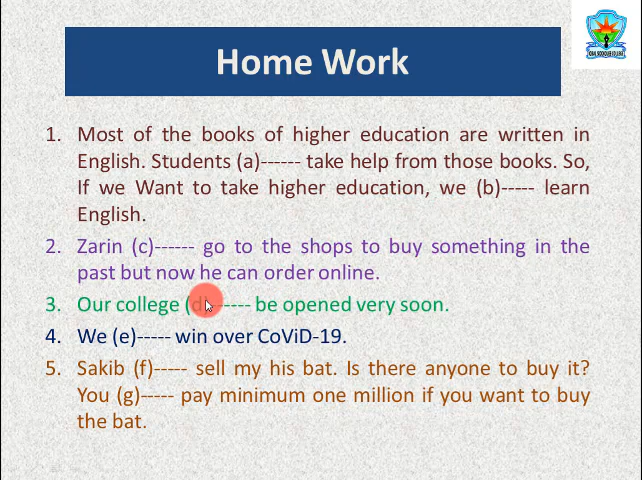 Home Work
1. Most of the books of higher education are written in
English. Students (a)------ take help from those books. So,
If we Want to take higher education, we (b)----- learn
English.
2. Zarin (c)------ go to the shops to buy something in the
past but now he can order online.
3. Our college (d)------ be opened very soon.
4. We (e)----- win over CoViD-19.
5. Sakib (f)----- sell my his bat. Is there anyone to buy it?
You (g)----- pay minimum one million if you want to buy
the bat.